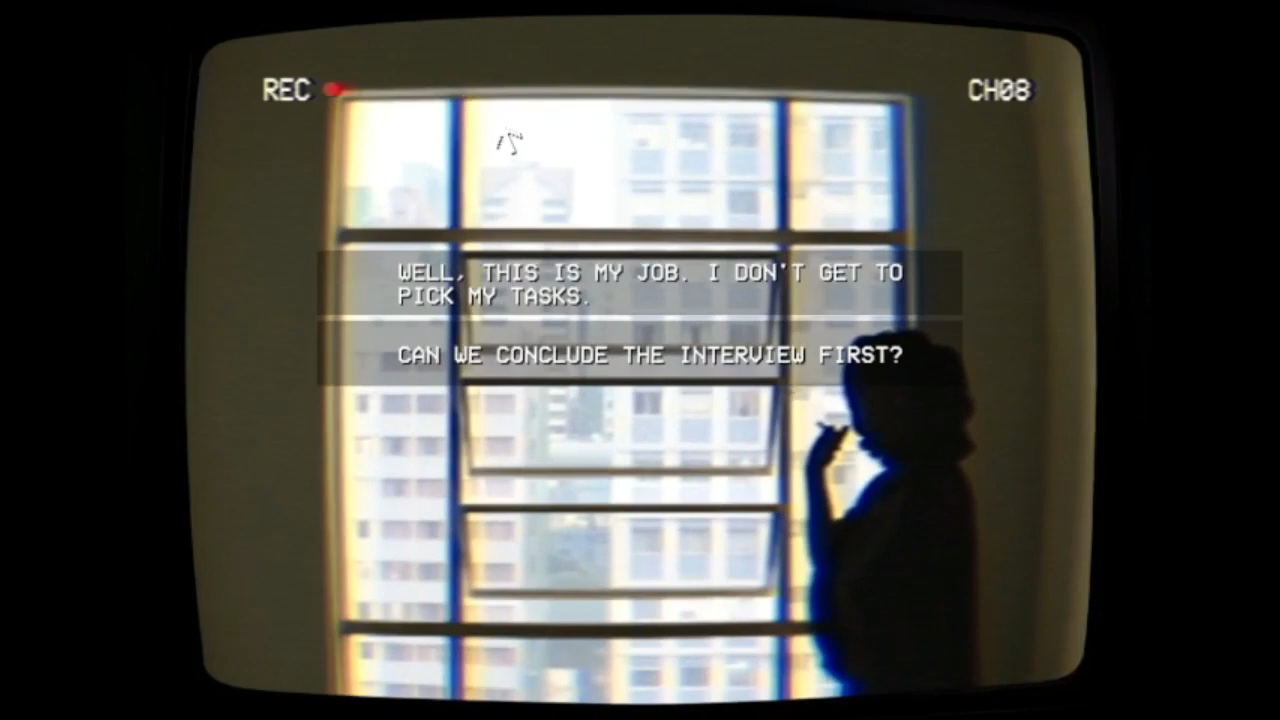 REC
CH08
WELL, THIS IS MY JOB. I DON'T GET TO
PICK MY TASKS.
CAN WE CONCLUDE THE INTERVIEW FIRST?